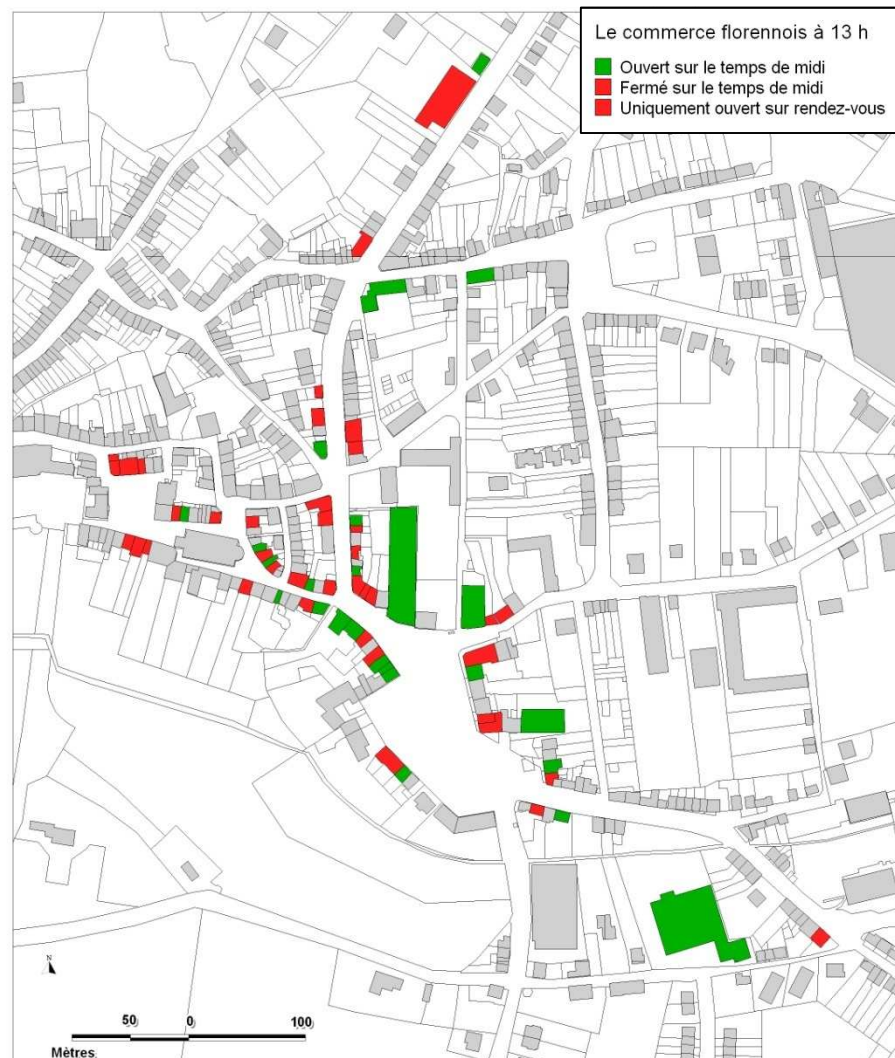 Le commerce florennois à 13 h
Ouvert sur le temps de midi
Fermé sur le temps de midi
Uniquement ouvert sur rendez-vous
N
50 0 100
Mètres